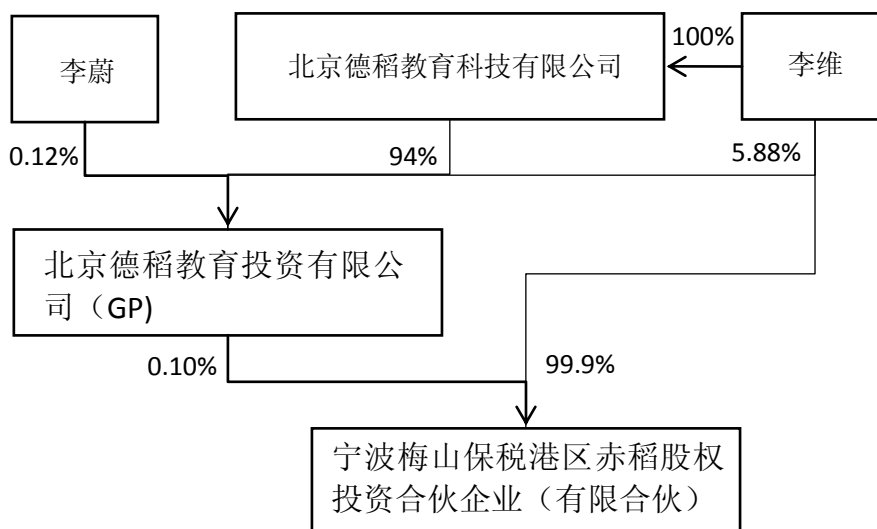 李蔚
北京德稻教育科技有限公司
100%
李维
0.12%
94%
5.88%
北京德稻教育投资有限公
司（GP)
0.10%
99.9%
宁波梅山保税港区赤稻股权
投资合伙企业（有限合伙）